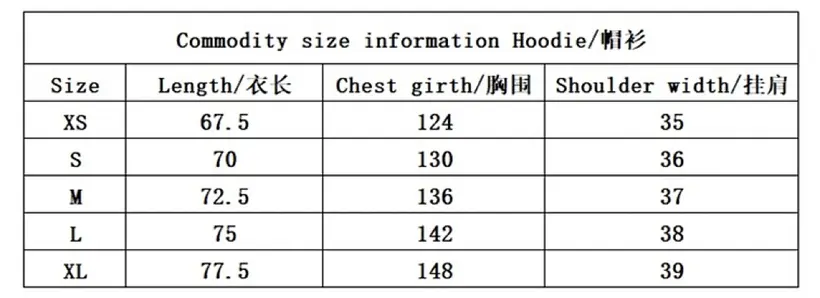 Commodity size information Hoodie/帽衫
Size Length/衣长 Chest girth/胸围 Shoulder width/挂肩
XS 67.5 124 35
S 70 130 36
M 72.5 136 37
L 75 142 38
XL 77.5 148 39